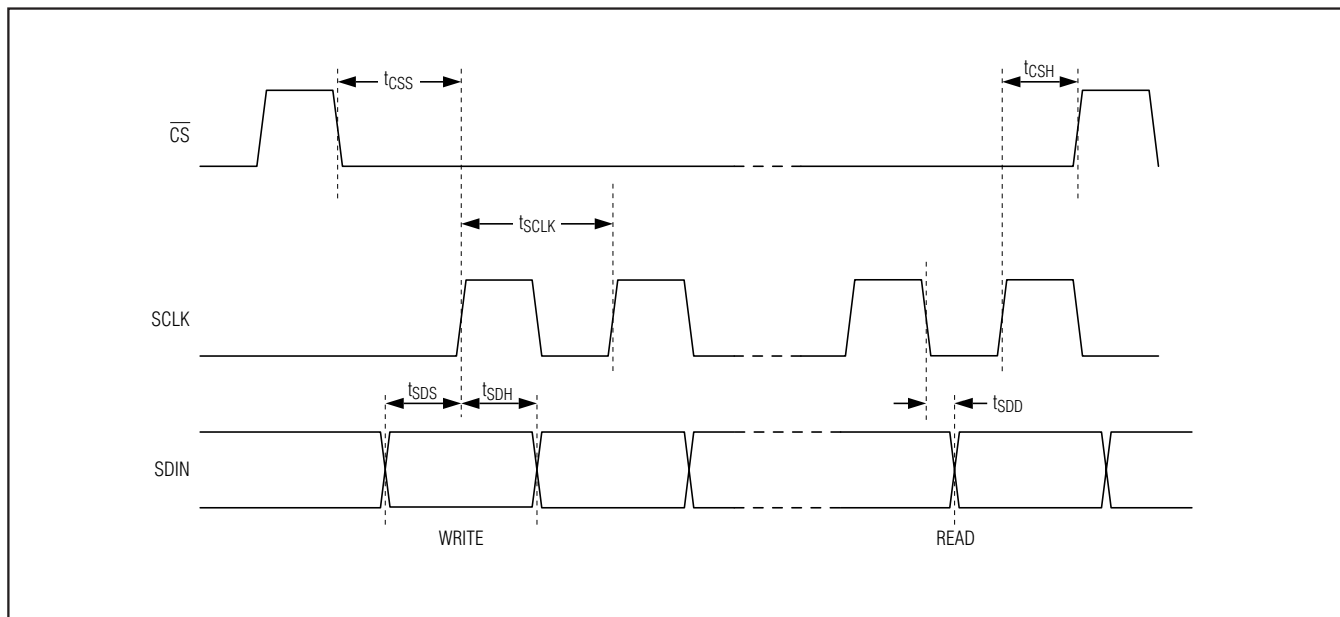 tCSS
tCSH
CS
tSCLK
SCLK
tSDS
tSDH
tSDD
SDIN
WRITE
READ